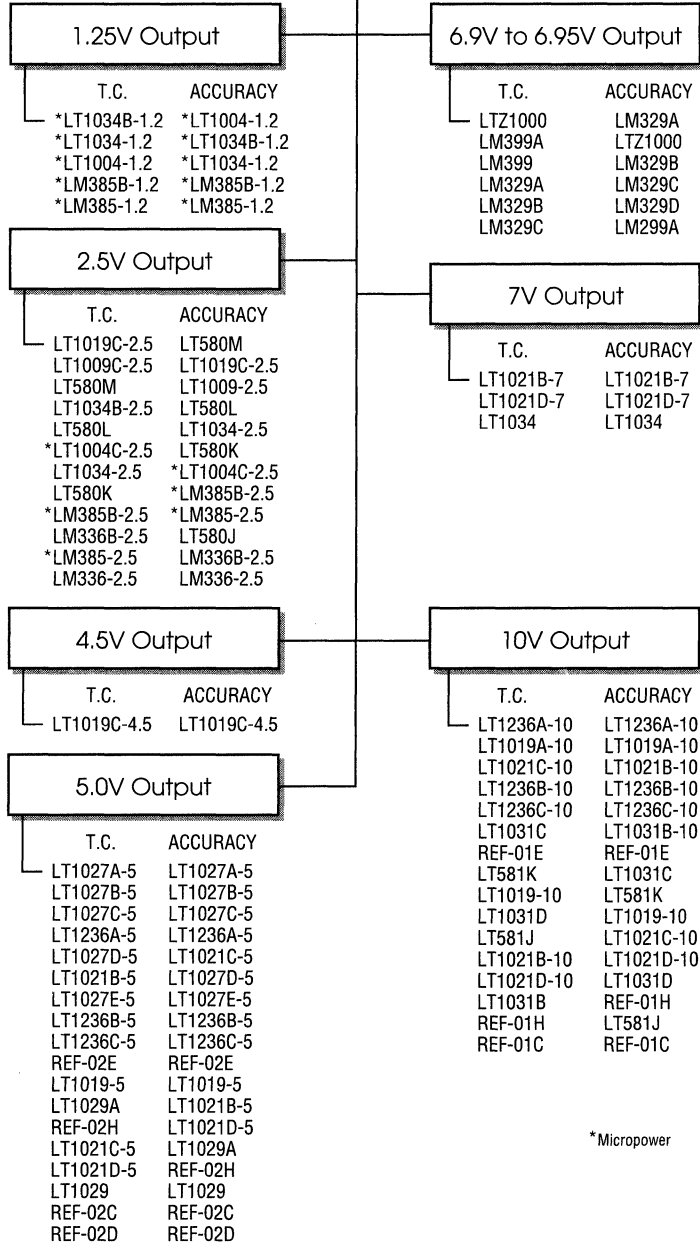 1.25V Output
T.C. ACCURACY
*LT1034B-1.2 *LT1004-1.2
*LT1034-1.2 *LT1034B-1.2
*LT1004-1.2 *LT1034-1.2
*LM385B-1.2 *LM385B-1.2
*LM385-1.2 *LM385-1.2
2.5V Output
T.C. ACCURACY
LT1019C-2.5 LT580M
LT1009C-2.5 LT1019C-2.5
LT580M LT1009-2.5
LT1034B-2.5 LT580L
LT580L LT1034-2.5
*LT1004C-2.5 LT580K
LT1034-2.5 *LT1004C-2.5
LT580K *LM385B-2.5
*LM385B-2.5 *LM385-2.5
LM336B-2.5 LT580J
*LM385-2.5 LM336B-2.5
LM336-2.5 LM336-2.5
4.5V Output
T.C. ACCURACY
LT1019C-4.5 LT1019C-4.5
5.0V Output
T.C. ACCURACY
LT1027A-5 LT1027A-5
LT1027B-5 LT1027B-5
LT1027C-5 LT1027C-5
LT1236A-5 LT1236A-5
LT1027D-5 LT1021C-5
LT1021B-5 LT1027D-5
LT1027E-5 LT1027E-5
LT1236B-5 LT1236B-5
LT1236C-5 LT1236C-5
REF-02E REF-02E
LT1019-5 LT1019-5
LT1029A LT1021B-5
REF-02H LT1021D-5
LT1021C-5 LT1029A
LT1021D-5 REF-02H
LT1029 LT1029
REF-02C REF-02C
REF-02D REF-02D
6.9V to 6.95V Output
T.C. ACCURACY
LTZ1000 LM329A
LM399A LTZ1000
LM399 LM329B
LM329A LM329C
LM329B LM329D
LM329C LM299A
7V Output
T.C. ACCURACY
LT1021B-7 LT1021B-7
LT1021D-7 LT1021D-7
LT1034 LT1034
10V Output
T.C. ACCURACY
LT1236A-10 LT1236A-10
LT1019A-10 LT1019A-10
LT1021C-10 LT1021B-10
LT1236B-10 LT1236B-10
LT1236C-10 LT1236C-10
LT1031C LT1031B-10
REF-01E REF-01E
LT581K LT1031C
LT1019-10 LT581K
LT1031D LT1019-10
LT581J LT1021C-10
LT1021B-10 LT1021D-10
LT1021D-10 LT1031D
LT1031B REF-01H
REF-01H LT581J
REF-01C REF-01C
*Micropower